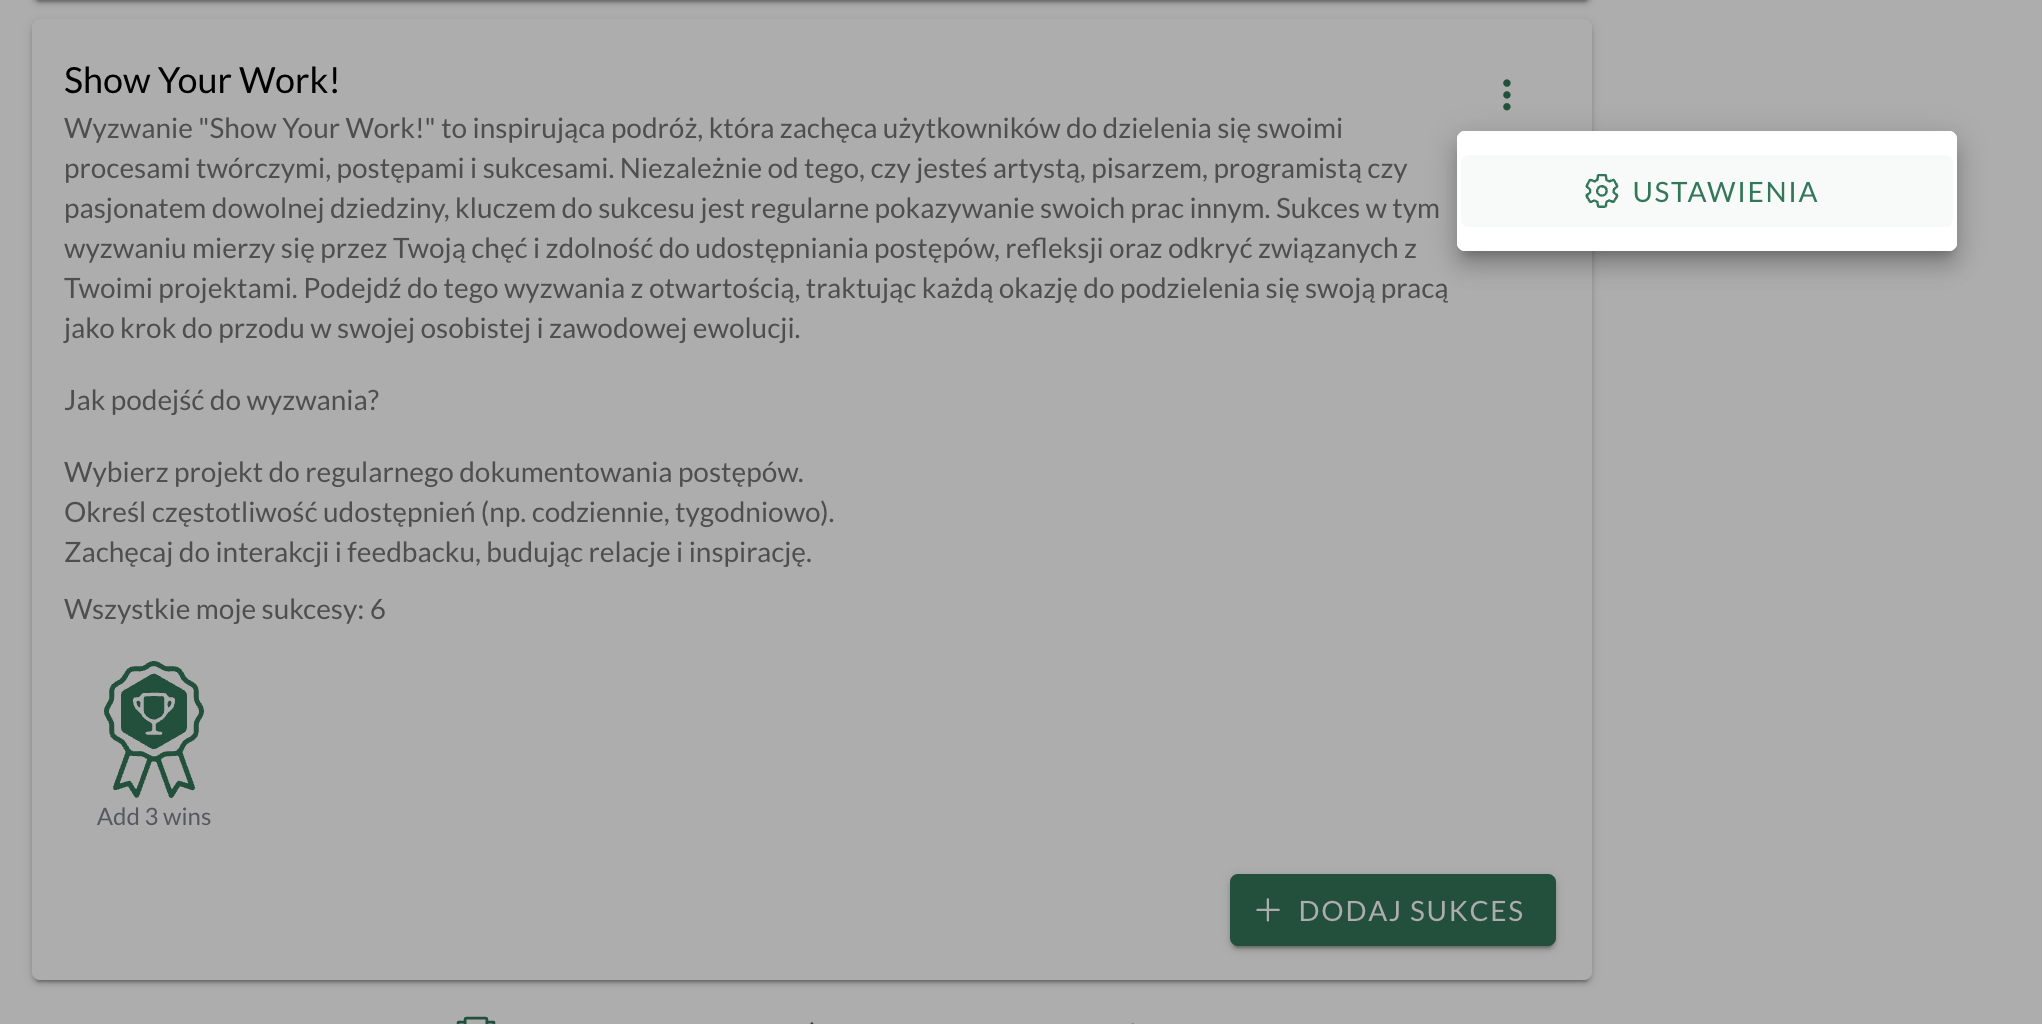 Show Your Work!
Wyzwanie "Show Your Work!" to inspirująca podróż, która zachęca użytkowników do dzielenia się swoimi
procesami twórczymi, postępami i sukcesami. Niezależnie od tego, czy jesteś artystą, pisarzem, programistą czy
pasjonatem dowolnej dziedziny, kluczem do sukcesu jest regularne pokazywanie swoich prac innym. Sukces w tym
wyzwaniu mierzy się przez Twoją chęć i zdolność do udostępniania postępów, refleksji oraz odkryć związanych z
Twoimi projektami. Podejdź do tego wyzwania z otwartością, traktując każdą okazję do podzielenia się swoją pracą
jako krok do przodu w swojej osobistej i zawodowej ewolucji.
USTAWIENIA
Jak podejść do wyzwania?
Wybierz projekt do regularnego dokumentowania postępów.
Określ częstotliwość udostępnień (np. codziennie, tygodniowo).
Zachęcaj do interakcji i feedbacku, budując relacje i inspirację.
Wszystkie moje sukcesy: 6
Add 3 wins
DODAJ SUKCES